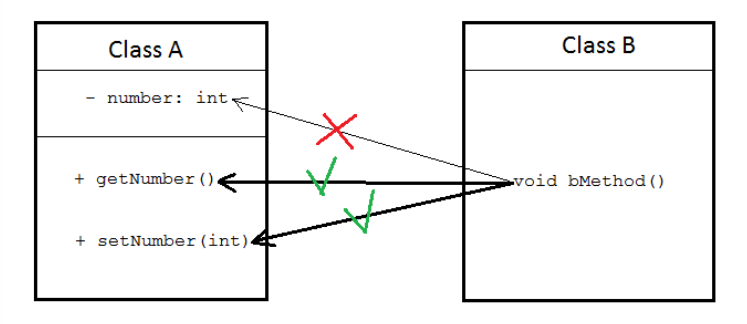 Class A
- number: int
+ getNumber()
+ setNumber(int)
Class B
void bMethod()